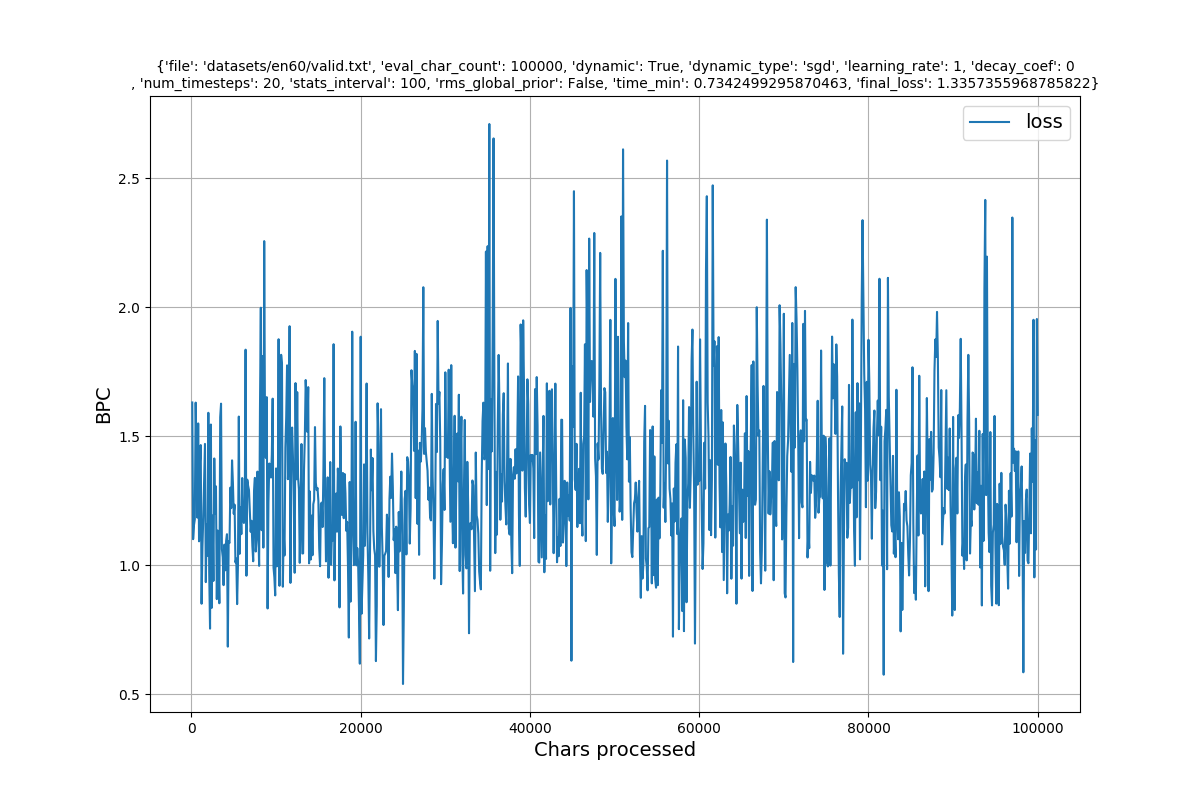 {'file': 'datasets/en60/valid.txt', 'eval_char_count': 100000, 'dynamic': True, 'dynamic_type': 'sgd', 'learning_rate': 1, 'decay_coef': 0
, 'num_timesteps': 20, 'stats_interval': 100, 'rms_global_prior': False, 'time_min': 0.7342499295870463, 'final_loss': 1.3357355968785822}
loss
2.5
2.0
1.5
1.0
0.5
BPC
0 20000 40000 60000 80000 100000
Chars processed